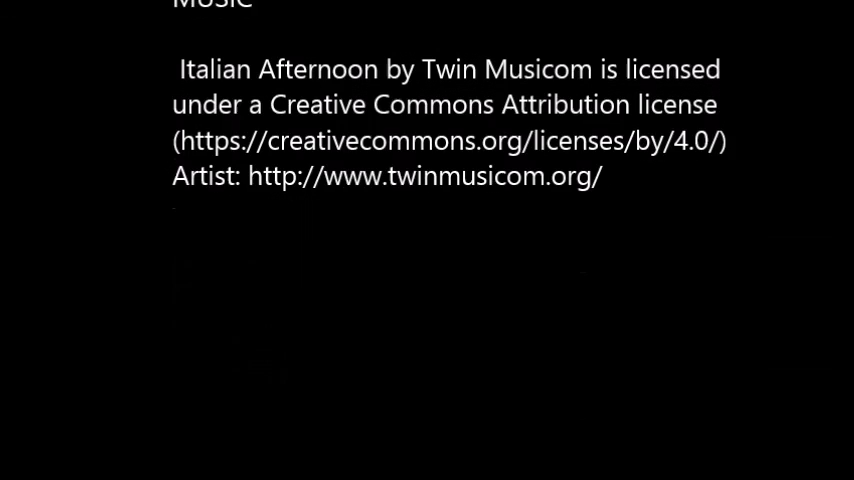 MUSIC
Italian Afternoon by Twin Musicom is licensed
under a Creative Commons Attribution license
(https://creativecommons.org/licenses/by/4.0/)
Artist: http://www.twinmusicom.org/